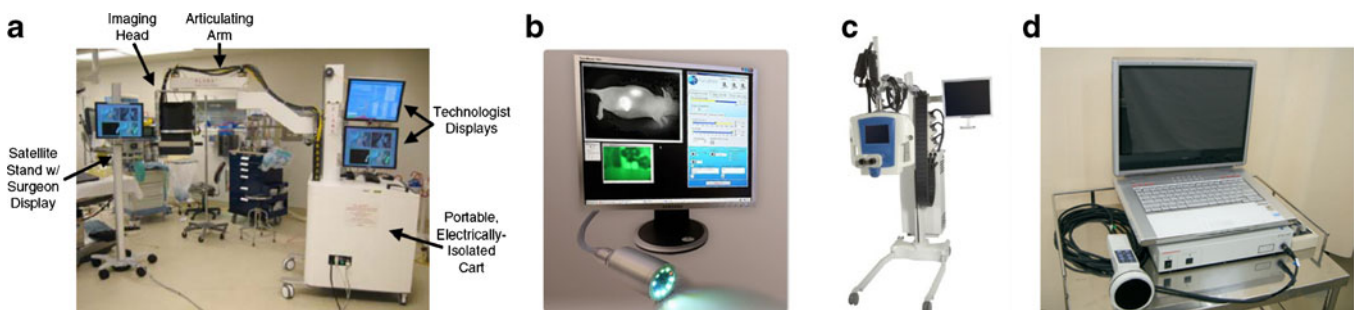 a
Imaging
Head
Articulating
Arm
Technologist
Displays
Satellite
Stand w/
Surgeon
Display
Portable,
Electrically-
Isolated
Cart
b
c
d